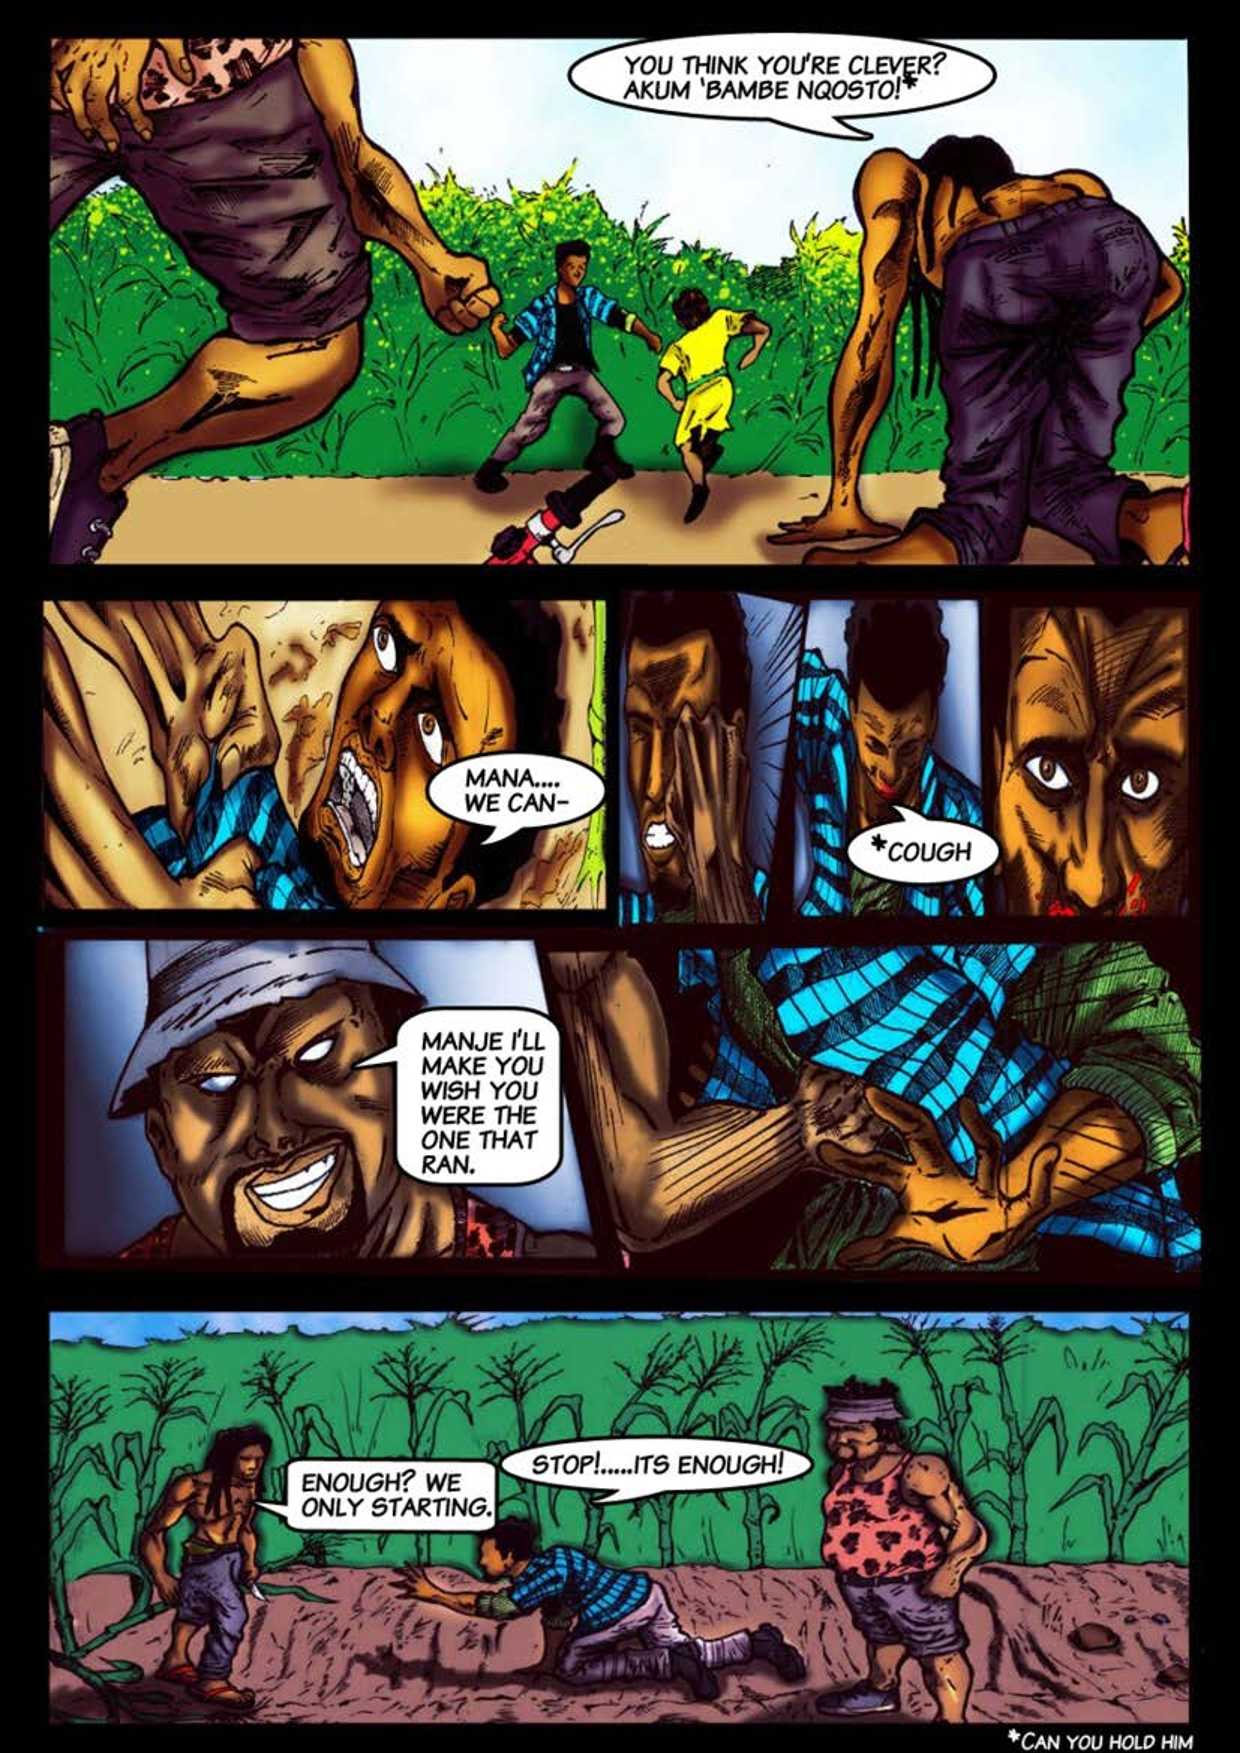 YOU THINK YOU'RE CLEVER?
AKUM 'BAMBE NQOSTO!*
MANA....
WE CAN-
*COUGH
MANJE I'LL
MAKE YOU
WISH YOU
WERE THE
ONE THAT
RAN.
STOP!.....ITS ENOUGH!
ENOUGH? WE
ONLY STARTING.
*CAN YOU HOLD HIM